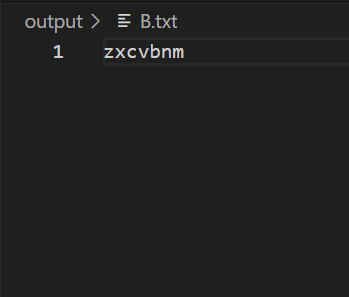 output > B.txt
1 zxcvbnm